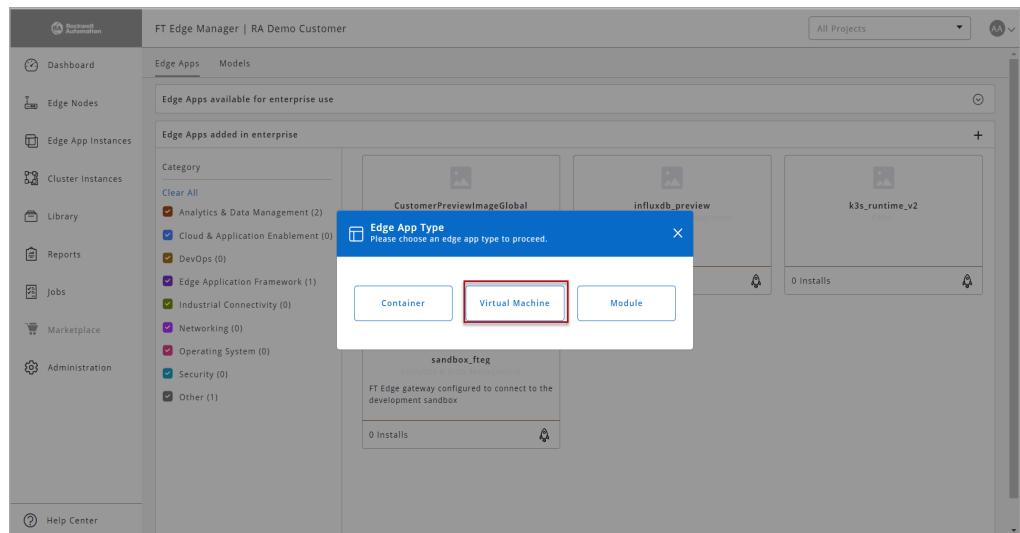 Rockwell
Automation
FT Edge Manager | RA Demo Customer
All Projects
AA
Dashboard
Edge Nodes
Edge App Instances
Cluster Instances
Library
Reports
Jobs
Marketplace
Administration
Help Center
Edge Apps
Models
Edge Apps available for enterprise use
Edge Apps added in enterprise
+
Category
Clear All
Analytics & Data Management (2)
Cloud & Application Enablement (0)
DevOps (0)
Edge Application Framework (1)
Industrial Connectivity (0)
Networking (0)
Operating System (0)
Security (0)
Other (1)
CustomerPreviewImageGlobal
influxdb_preview
k3s_runtime_v2
0 Installs
Edge App Type
Please choose an edge app type to proceed.
Container
Virtual Machine
Module
sandbox_fteg
FT Edge gateway configured to connect to the
development sandbox
0 Installs